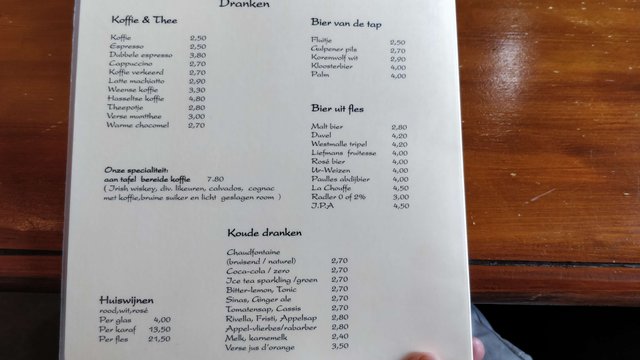 Dranken
Koffie & Thee
Koffie 2,50
Espresso 2,50
Dubbele espresso 3,80
Cappuccino 2,70
Koffie verkeerd 2,70
Latte machiatto 2,90
Weense koffie 3,30
Hasseltse koffie 4,80
Theepotje 2,80
Verse muntthee 3,00
Warme chocomel 2,70
Onze specialiteit:
aan tafel bereide koffie 7.80
( Irish wiskey, div. likeuren, calvados, cognac
met koffie,bruine suiker en licht geslagen room )
Bier van de tap
Fluitje 2,50
Gulpener pils 2,70
Korenwolf wit 2,90
Kloosterbier 4,00
Palm 4,00
Bier uit fles
Malt bier 2,80
Duvel 4,20
Westmalle tripel 4,20
Liefmans fruitesse 4,00
Rosé bier 4,00
Ur-Weizen 4,00
Paulles abdijbier 4,00
La Chouffe 4,50
Radler 0 of 2% 3,00
I.P.A 4,50
Koude dranken
Chaudfontaine
(bruisend / naturel) 2,70
Coca-cola / zero 2,70
Ice tea sparkling /groen 2,70
Bitter-lemon, Tonic 2,70
Sinas, Ginger ale 2,70
Tomatensap, Cassis 2,70
Rivella, Fristi, Appelsap 2,80
Appel-vlierbes/rabarber 2,80
Melk, karnemelk 2,40
Verse jus d'orange 3,50
Huiswijnen
rood,wit,rosé
Per glas 4,00
Per karaf 13,50
Per fles 21,50